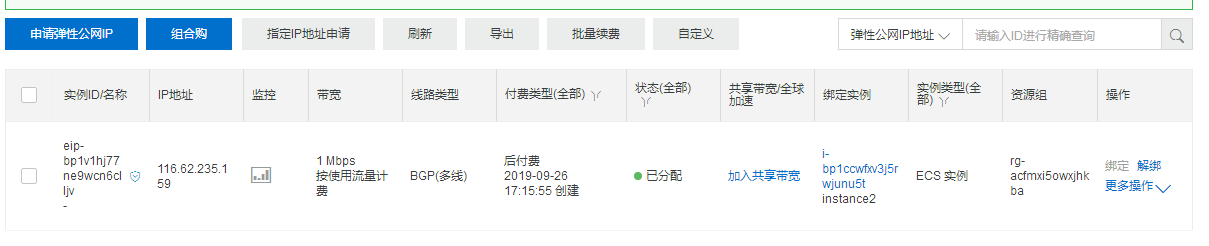 申请弹性公网IP 组合购 指定IP地址申请 刷新 导出 批量续费 自定义 弹性公网IP地址 请输入ID进行精确查询
实例ID/名称 IP地址 监控 带宽 线路类型 付费类型(全部) 状态(全部) 共享带宽/全球
加速 绑定实例 实例类型(全
部) 资源组 操作
eip-
bp1v1hj77
ne9wcn6cl
ljv
-
116.62.235.1
59
1 Mbps
按使用流量计
费
BGP(多线)
后付费
2019-09-26
17:15:55 创建
已分配
加入共享带宽
i-
bp1ccwfxv3j5r
wjunu5t
instance2
ECS 实例
rg-
acfmxi5owxjhk
ba
绑定 解绑
更多操作